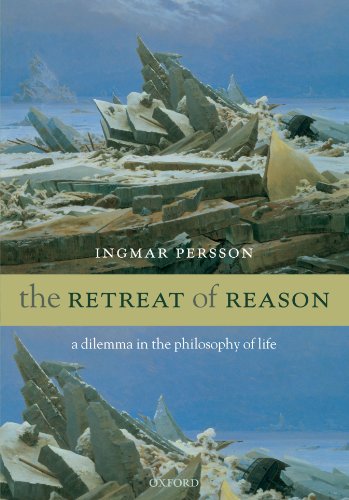 INGMAR PERSSON
the RETREAT of REASON
a dilemma in the philosophy of life
OXFORD